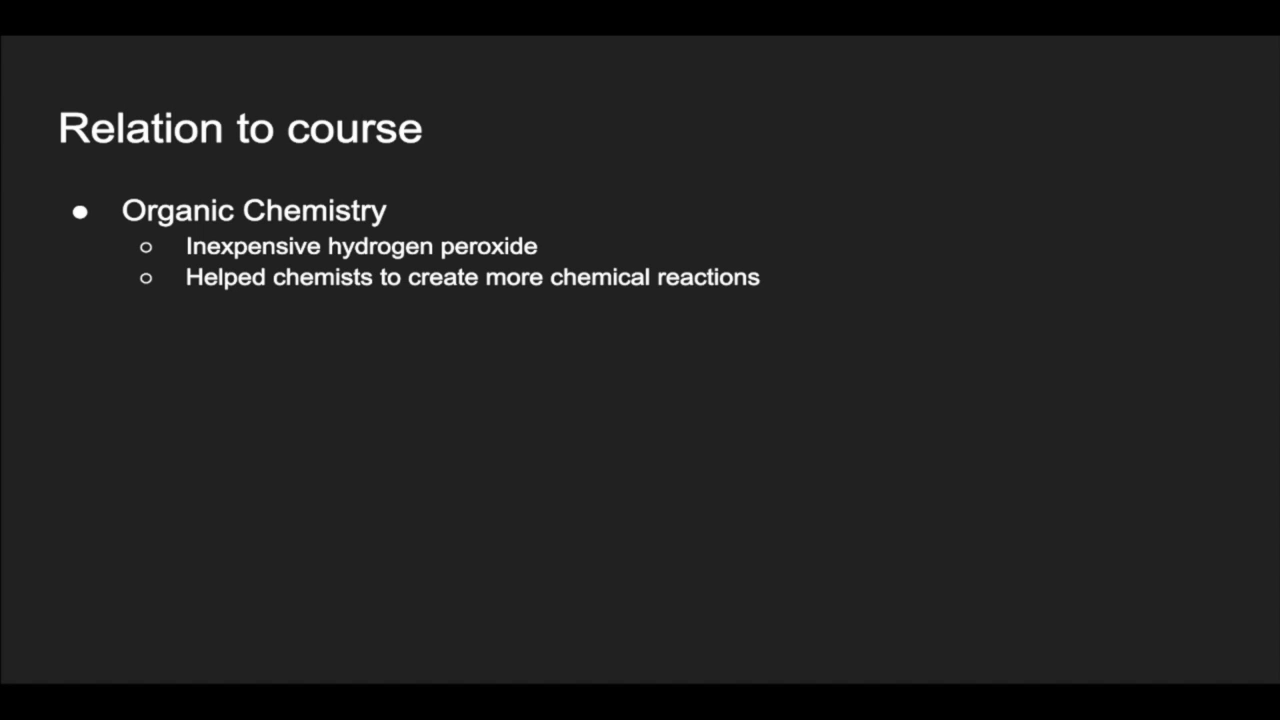 Relation to course
● Organic Chemistry
○ Inexpensive hydrogen peroxide
○ Helped chemists to create more chemical reactions